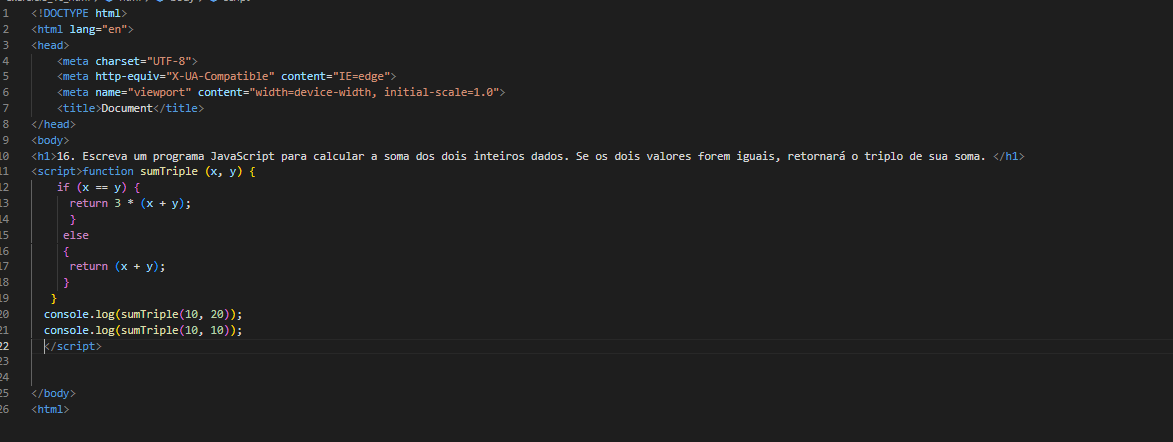 1 <!DOCTYPE html>
2 <html lang="en">
3 <head>
4 <meta charset="UTF-8">
5 <meta http-equiv="X-UA-Compatible" content="IE=edge">
6 <meta name="viewport" content="width=device-width, initial-scale=1.0">
7 <title>Document</title>
8 </head>
9 <body>
10 <h1>16. Escreva um programa JavaScript para calcular a soma dos dois inteiros dados. Se os dois valores forem iguais, retornará o triplo de sua soma. </h1>
11 <script>function sumTriple (x, y) {
12 if (x == y) {
13 return 3 * (x + y);
14 }
15 else
16 {
17 return (x + y);
18 }
19 }
20 console.log(sumTriple(10, 20));
21 console.log(sumTriple(10, 10));
22 </script>
23
24
25 </body>
26 <html>